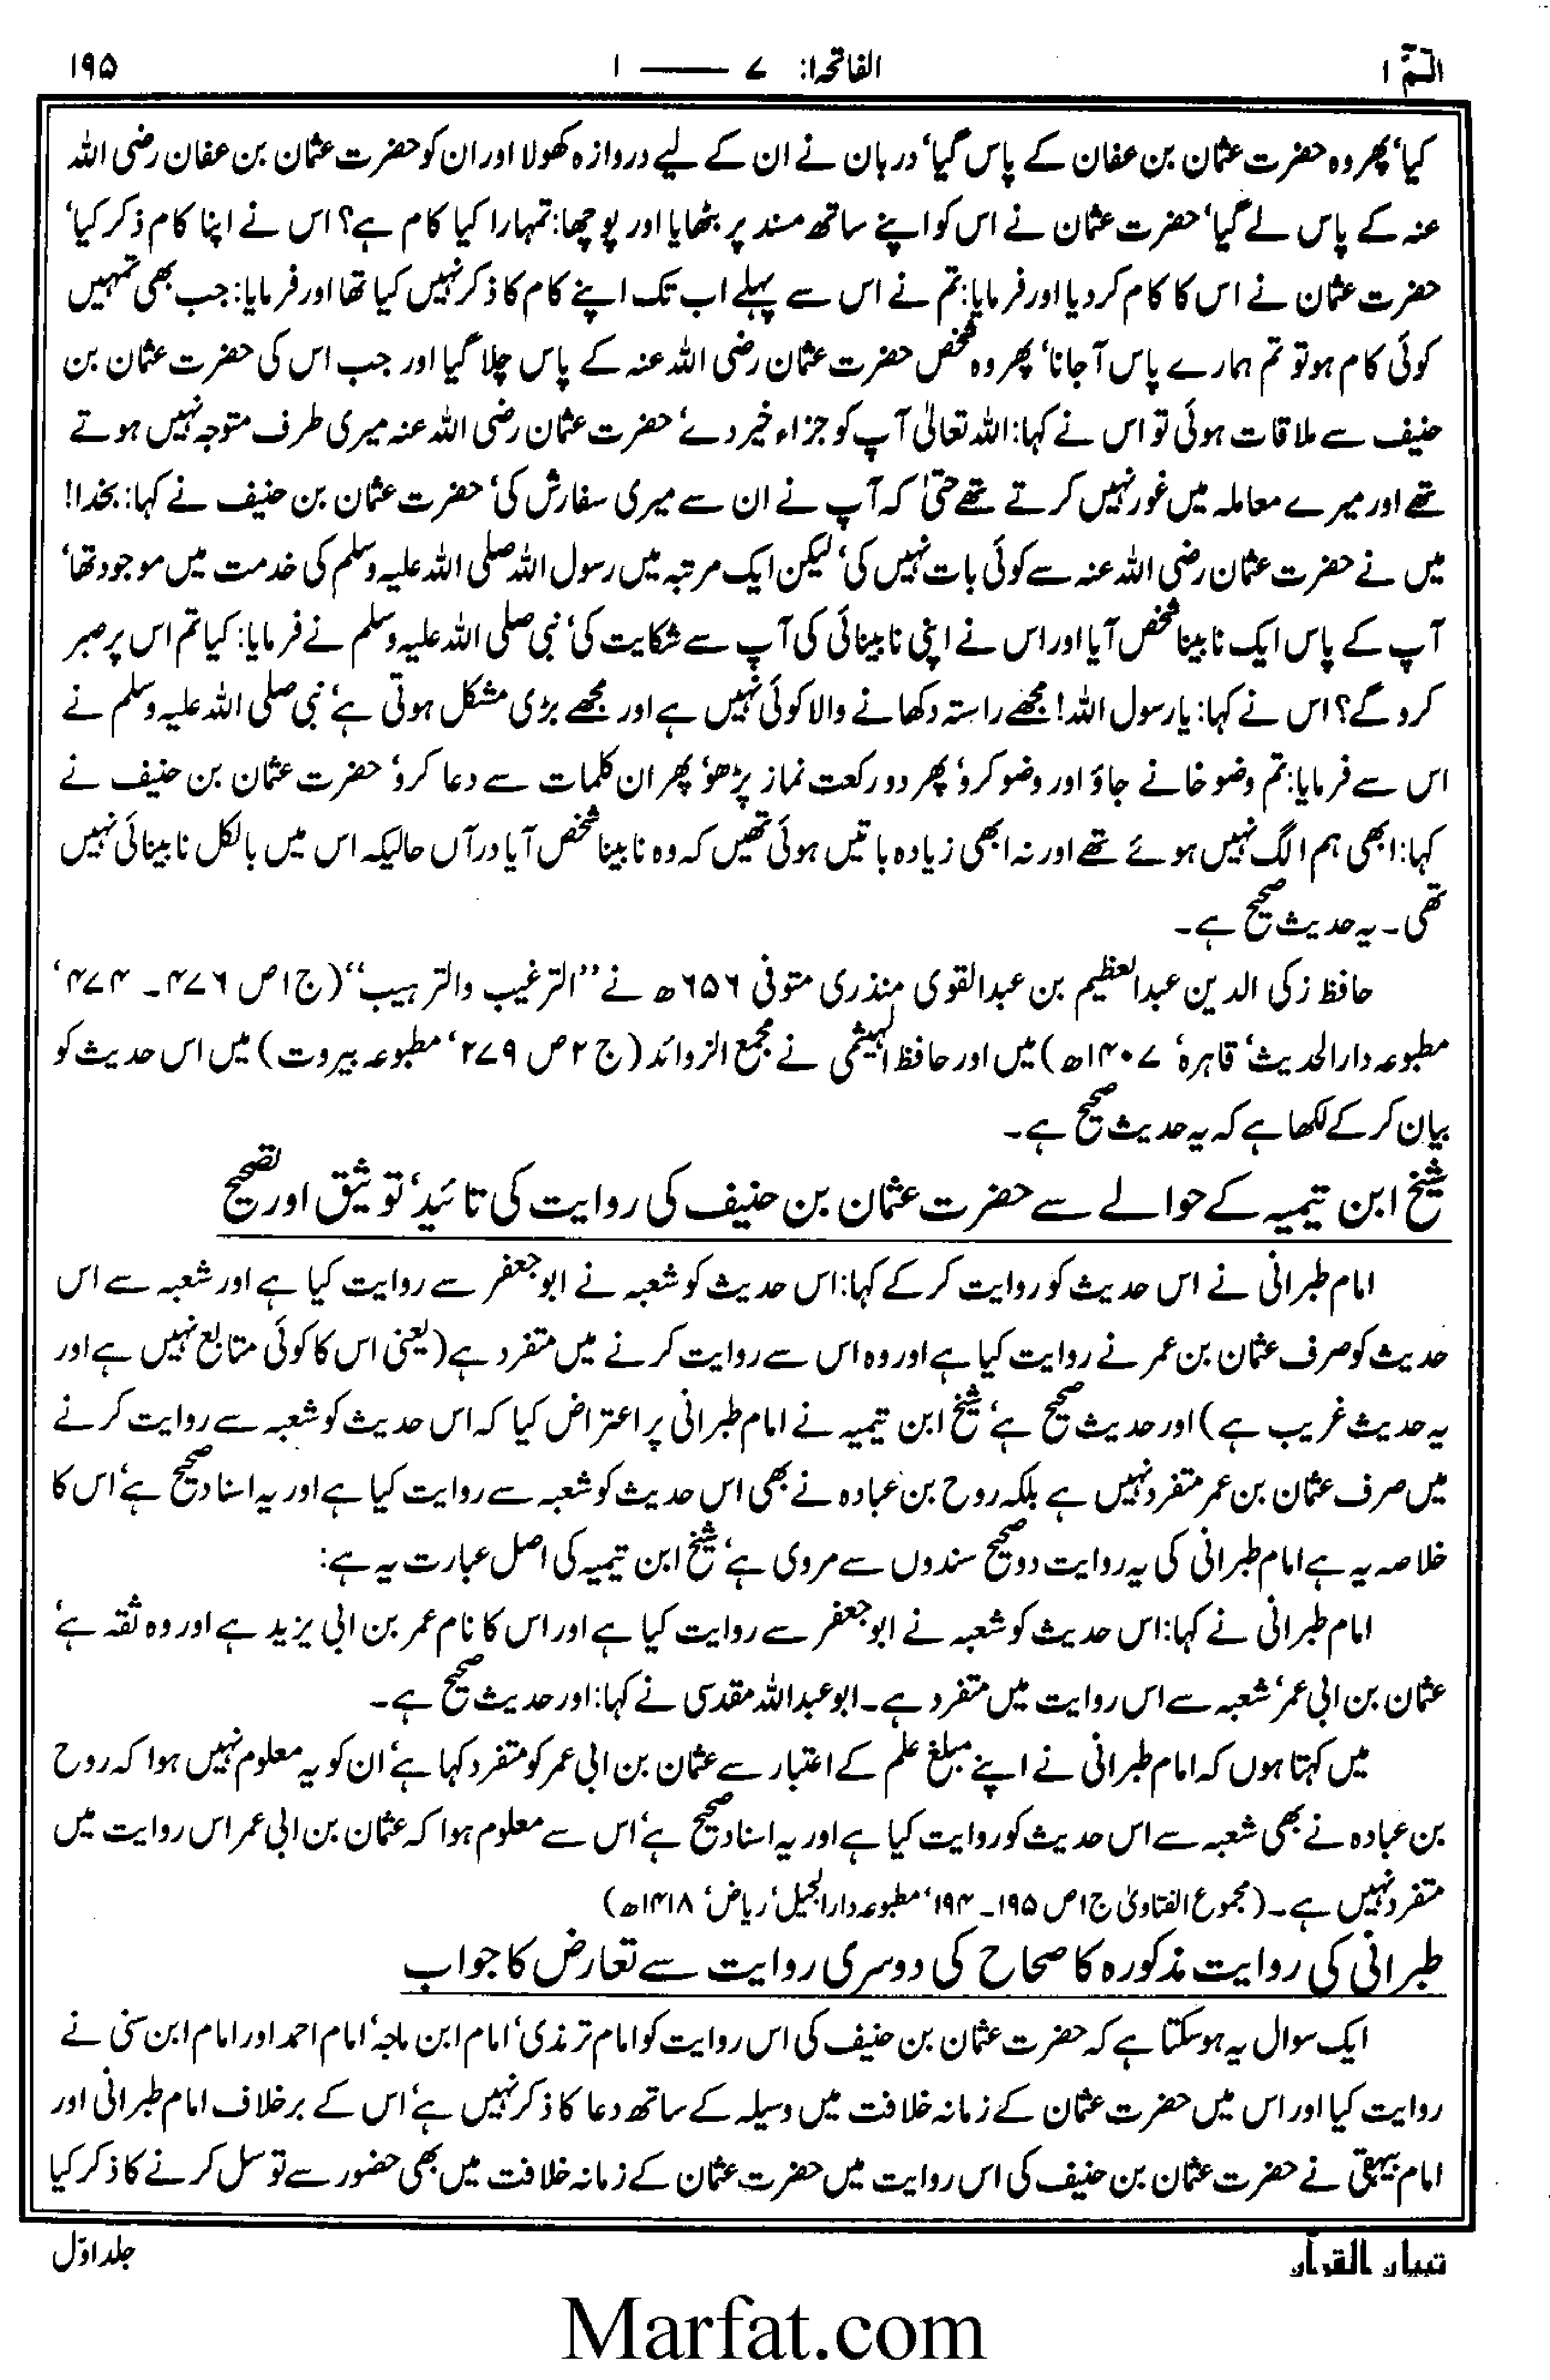 الٓمّٓ ا
الفاتحہ۱: ۷ —— ۱
۱۹۵
کیا‘ پھر وہ حضرت عثمان بن عفان کے پاس گیا‘ دربان نے ان کے لیے دروازہ کھولا اور ان کو حضرت عثمان بن عفان رضی اللہ
عنہ کے پاس لے گیا‘ حضرت عثمان نے اس کو اپنے ساتھ مسند پر بٹھایا اور پوچھا: تمہارا کیا کام ہے؟ اس نے اپنا کام ذکر کیا‘
حضرت عثمان نے اس کا کام کر دیا اور فرمایا: تم نے اس سے پہلے اب تک اپنے کام کا ذکر نہیں کیا تھا اور فرمایا: جب بھی تمہیں
کوئی کام ہو تو تم ہمارے پاس آ جانا‘ پھر وہ شخص حضرت عثمان رضی اللہ عنہ کے پاس چلا گیا اور جب اس کی حضرت عثمان بن
حنیف سے ملاقات ہوئی تو اس نے کہا: اللہ تعالیٰ آپ کو جزاء خیر دے‘ حضرت عثمان رضی اللہ عنہ میری طرف متوجہ نہیں ہوتے
تھے اور میرے معاملہ میں غور نہیں کرتے تھے حتیٰ کہ آپ نے ان سے میری سفارش کی‘ حضرت عثمان بن حنیف نے کہا: بخدا!
میں نے حضرت عثمان رضی اللہ عنہ سے کوئی بات نہیں کی‘ لیکن ایک مرتبہ میں رسول اللہ صلی اللہ علیہ وسلم کی خدمت میں موجود تھا‘
آپ کے پاس ایک نابینا شخص آیا اور اس نے اپنی نابینائی کی آپ سے شکایت کی‘ نبی صلی اللہ علیہ وسلم نے فرمایا: کیا تم اس پر صبر
کرو گے؟ اس نے کہا: یا رسول اللہ! مجھے راستہ دکھانے والا کوئی نہیں ہے اور مجھے بڑی مشکل ہوتی ہے‘ نبی صلی اللہ علیہ وسلم نے
اس سے فرمایا: تم وضو خانے جاؤ اور وضو کرو‘ پھر دو رکعت نماز پڑھو‘ پھر ان کلمات سے دعا کرو‘ حضرت عثمان بن حنیف نے
کہا: ابھی ہم الگ نہیں ہوئے تھے اور نہ ابھی زیادہ باتیں ہوئی تھیں کہ وہ نابینا شخص آیا درآں حالیکہ اس میں بالکل نابینائی نہیں
تھی۔ یہ حدیث صحیح ہے۔
حافظ زکی الدین عبدالعظیم بن عبدالقوی منذری متوفی ۶۵۶ھ نے ’’الترغیب والترہیب‘‘ (ج ۱ ص ۴۷۶۔ ۴۷۴‘
مطبوعہ دارالحدیث‘ قاہرہ‘ ۱۴۰۷ھ) میں اور حافظ الہیثمی نے مجمع الزوائد (ج ۲ ص ۲۷۹‘ مطبوعہ بیروت) میں اس حدیث کو
بیان کر کے لکھا ہے کہ یہ حدیث صحیح ہے۔
شیخ ابن تیمیہ کے حوالے سے حضرت عثمان بن حنیف کی روایت کی تائید‘ توثیق اور تصحیح
امام طبرانی نے اس حدیث کو روایت کر کے کہا: اس حدیث کو شعبہ نے ابو جعفر سے روایت کیا ہے اور شعبہ سے اس
حدیث کو صرف عثمان بن عمر نے روایت کیا ہے اور وہ اس سے روایت کرنے میں متفرد ہے (یعنی اس کا کوئی متابع نہیں ہے اور
یہ حدیث غریب ہے) اور حدیث صحیح ہے‘ شیخ ابن تیمیہ نے امام طبرانی پر اعتراض کیا کہ اس حدیث کو شعبہ سے روایت کرنے
میں صرف عثمان بن عمر متفرد نہیں ہے بلکہ روح بن عبادہ نے بھی اس حدیث کو شعبہ سے روایت کیا ہے اور یہ اسناد صحیح ہے‘ اس کا
خلاصہ یہ ہے امام طبرانی کی یہ روایت دو صحیح سندوں سے مروی ہے‘ شیخ ابن تیمیہ کی اصل عبارت یہ ہے:
امام طبرانی نے کہا: اس حدیث کو شعبہ نے ابو جعفر سے روایت کیا ہے اور اس کا نام عمر بن ابی یزید ہے اور وہ ثقہ ہے‘
عثمان بن ابی عمر‘ شعبہ سے اس روایت میں متفرد ہے۔ ابو عبداللہ مقدسی نے کہا: اور حدیث صحیح ہے۔
میں کہتا ہوں کہ امام طبرانی نے اپنے مبلغ علم کے اعتبار سے عثمان بن ابی عمر کو متفرد کہا ہے‘ ان کو یہ معلوم نہیں ہوا کہ روح
بن عبادہ نے بھی شعبہ سے اس حدیث کو روایت کیا ہے اور یہ اسناد صحیح ہے‘ اس سے معلوم ہوا کہ عثمان بن ابی عمر اس روایت میں
متفرد نہیں ہے۔ (مجموع الفتاویٰ ج ۱ ص ۱۹۵۔ ۱۹۴‘ مطبوعہ دارالجیل‘ ریاض‘ ۱۴۱۸ھ)
طبرانی کی روایت مذکورہ کا صحاح کی دوسری روایت سے تعارض کا جواب
ایک سوال یہ ہو سکتا ہے کہ حضرت عثمان بن حنیف کی اس روایت کو امام ترمذی‘ امام ابن ماجہ‘ امام احمد اور امام ابن سنی نے
روایت کیا اور اس میں حضرت عثمان کے زمانہ خلافت میں وسیلہ کے ساتھ دعا کا ذکر نہیں ہے‘ اس کے برخلاف امام طبرانی اور
امام بیہقی نے حضرت عثمان بن حنیف کی اس روایت میں حضرت عثمان کے زمانہ خلافت میں بھی حضور سے توسل کرنے کا ذکر کیا
تبیان القرآن
جلد اوّل
Marfat.com